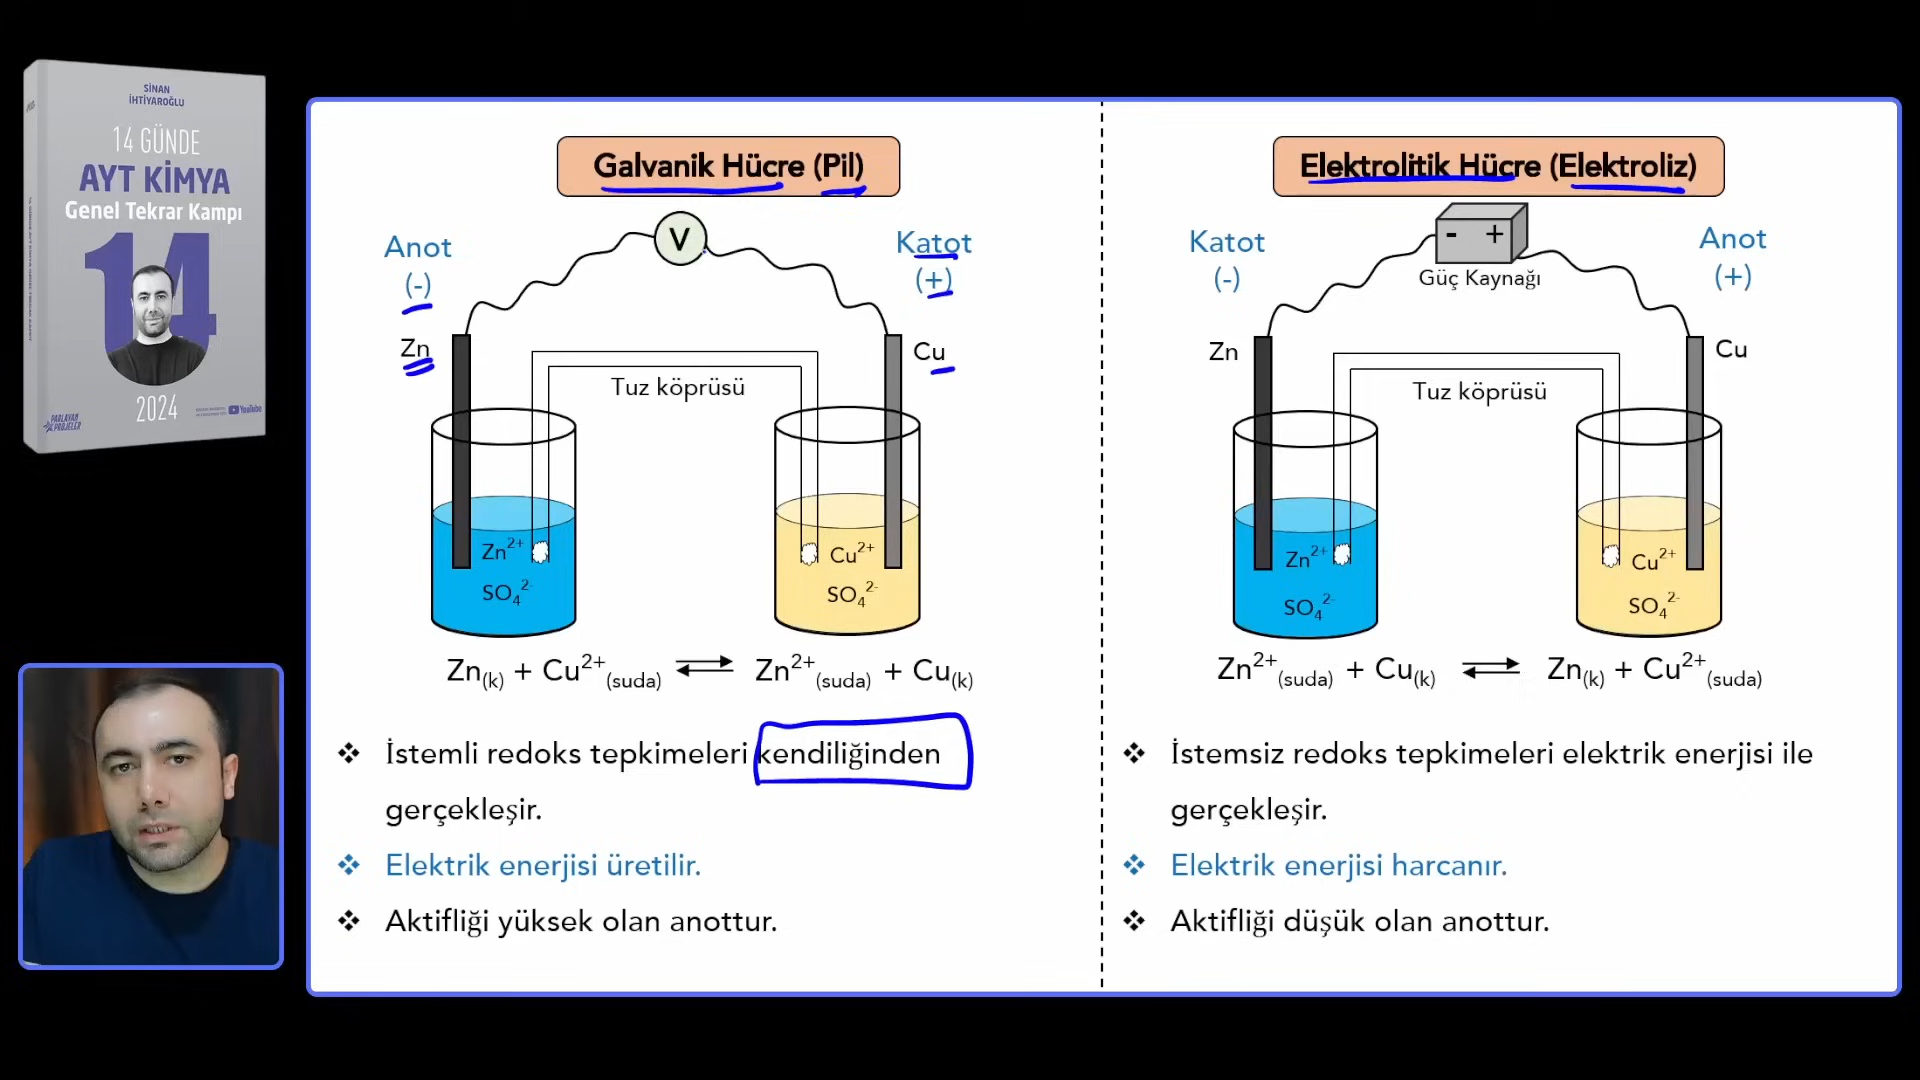 SİNAN
İHTİYAROĞLU
14 GÜNDE
AYT KİMYA
Genel Tekrar Kampı
14
2024
PARLAYAN
PROJELER
YouTube
Galvanik Hücre (Pil)
Anot
(-)
V
Katot
(+)
Zn
Cu
Tuz köprüsü
Zn²⁺
SO₄²⁻
Cu²⁺
SO₄²⁻
Zn(k) + Cu²⁺(suda) ⇌ Zn²⁺(suda) + Cu(k)
❖ İstemli redoks tepkimeleri kendiliğinden
gerçekleşir.
❖ Elektrik enerjisi üretilir.
❖ Aktifliği yüksek olan anottur.
Elektrolitik Hücre (Elektroliz)
Katot
(-)
- +
Güç Kaynağı
Anot
(+)
Zn
Cu
Tuz köprüsü
Zn²⁺
SO₄²⁻
Cu²⁺
SO₄²⁻
Zn²⁺(suda) + Cu(k) ⇌ Zn(k) + Cu²⁺(suda)
❖ İstemsiz redoks tepkimeleri elektrik enerjisi ile
gerçekleşir.
❖ Elektrik enerjisi harcanır.
❖ Aktifliği düşük olan anottur.